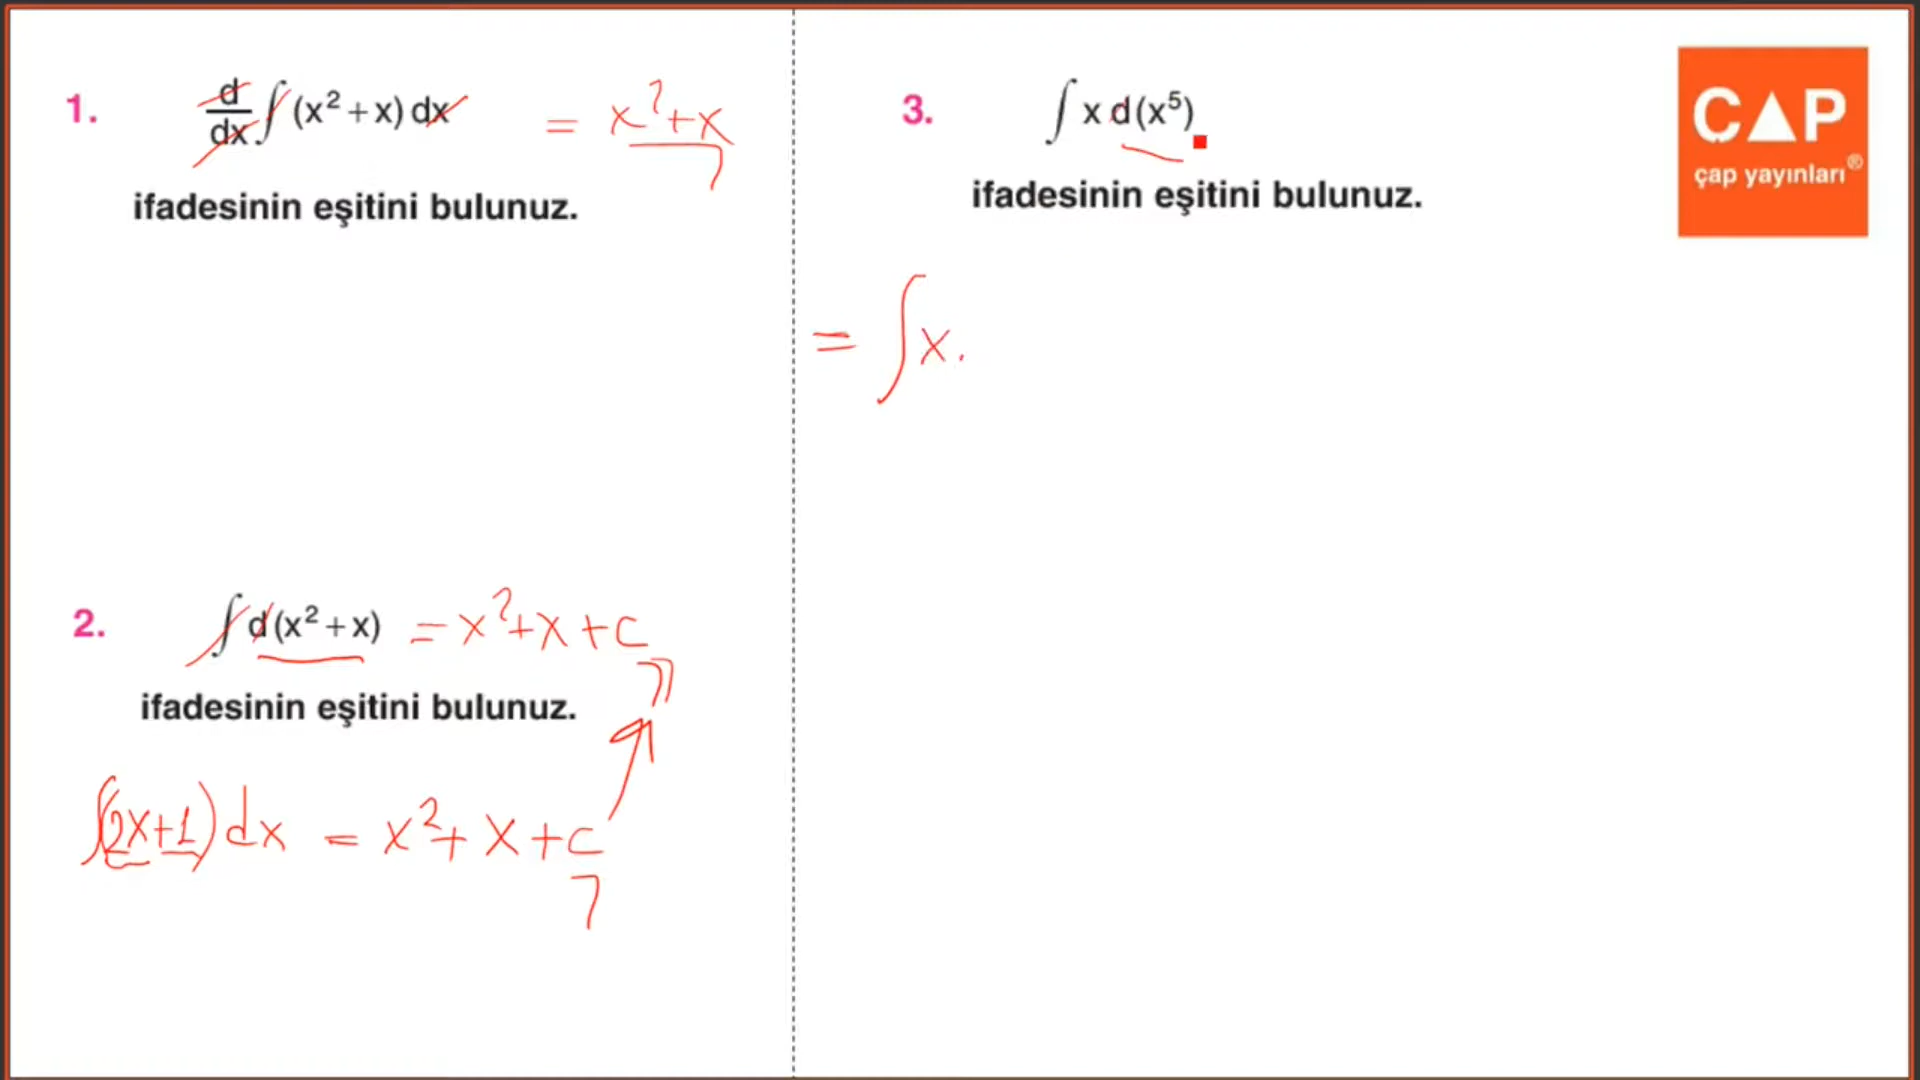 1. d/dx ∫ (x² + x) dx = x² + x
ifadesinin eşitini bulunuz.
2. ∫ d(x² + x) = x² + x + c
ifadesinin eşitini bulunuz.
∫(2x+1) dx = x² + x + c
3. ∫ x d(x⁵)
ifadesinin eşitini bulunuz.
= ∫ x.
ÇAP
çap yayınları®